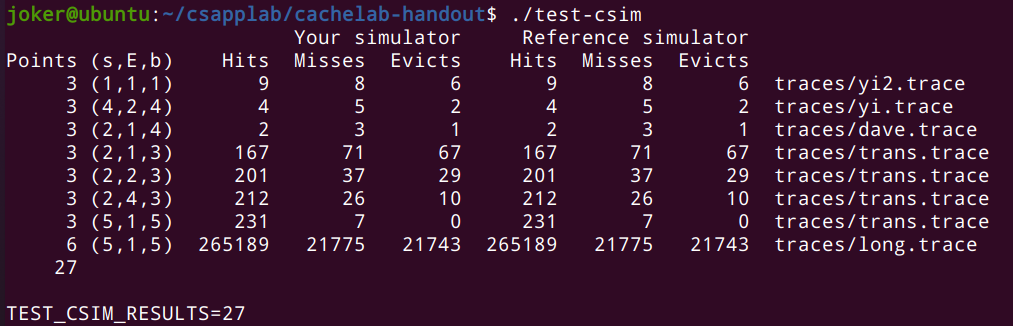 joker@ubuntu:~/csapplab/cachelab-handout$ ./test-csim
                        Your simulator     Reference simulator
Points (s,E,b)    Hits  Misses  Evicts    Hits  Misses  Evicts
     3 (1,1,1)       9       8       6       9       8       6  traces/yi2.trace
     3 (4,2,4)       4       5       2       4       5       2  traces/yi.trace
     3 (2,1,4)       2       3       1       2       3       1  traces/dave.trace
     3 (2,1,3)     167      71      67     167      71      67  traces/trans.trace
     3 (2,2,3)     201      37      29     201      37      29  traces/trans.trace
     3 (2,4,3)     212      26      10     212      26      10  traces/trans.trace
     3 (5,1,5)     231       7       0     231       7       0  traces/trans.trace
     6 (5,1,5)  265189   21775   21743  265189   21775   21743  traces/long.trace
    27
TEST_CSIM_RESULTS=27